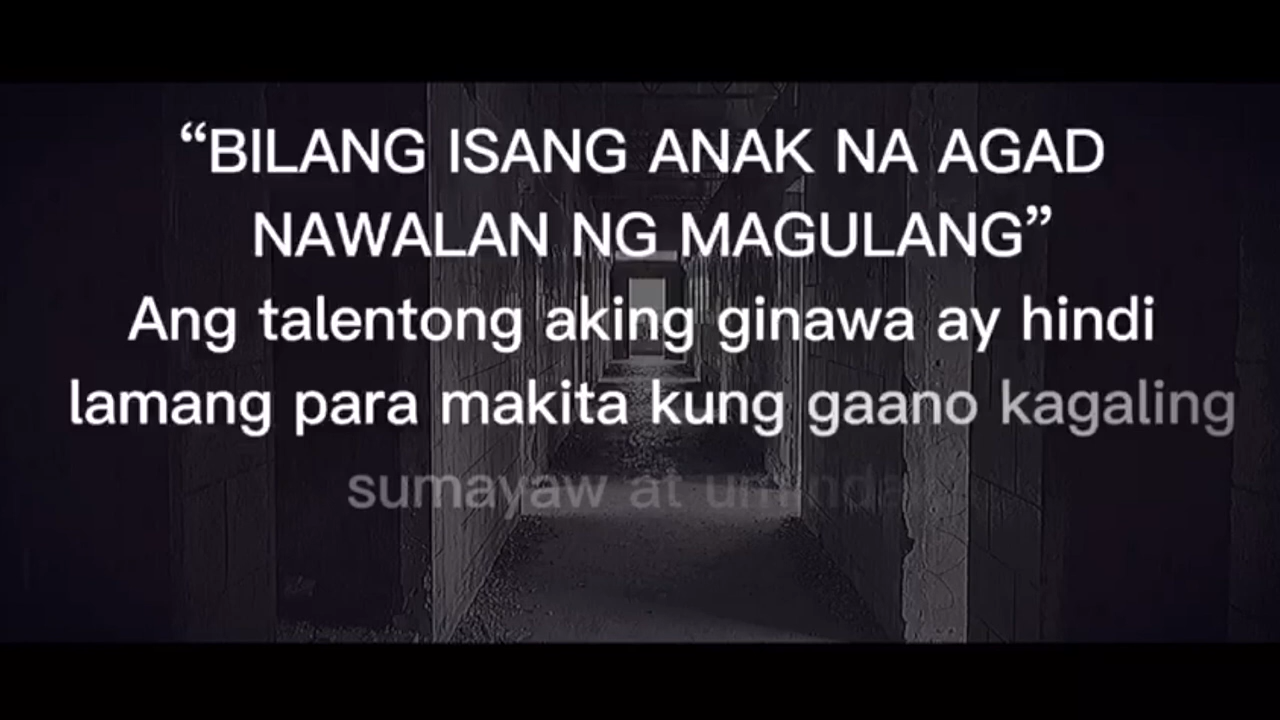 “BILANG ISANG ANAK NA AGAD
NAWALAN NG MAGULANG”
Ang talentong aking ginawa ay hindi
lamang para makita kung gaano kagaling
sumayaw at